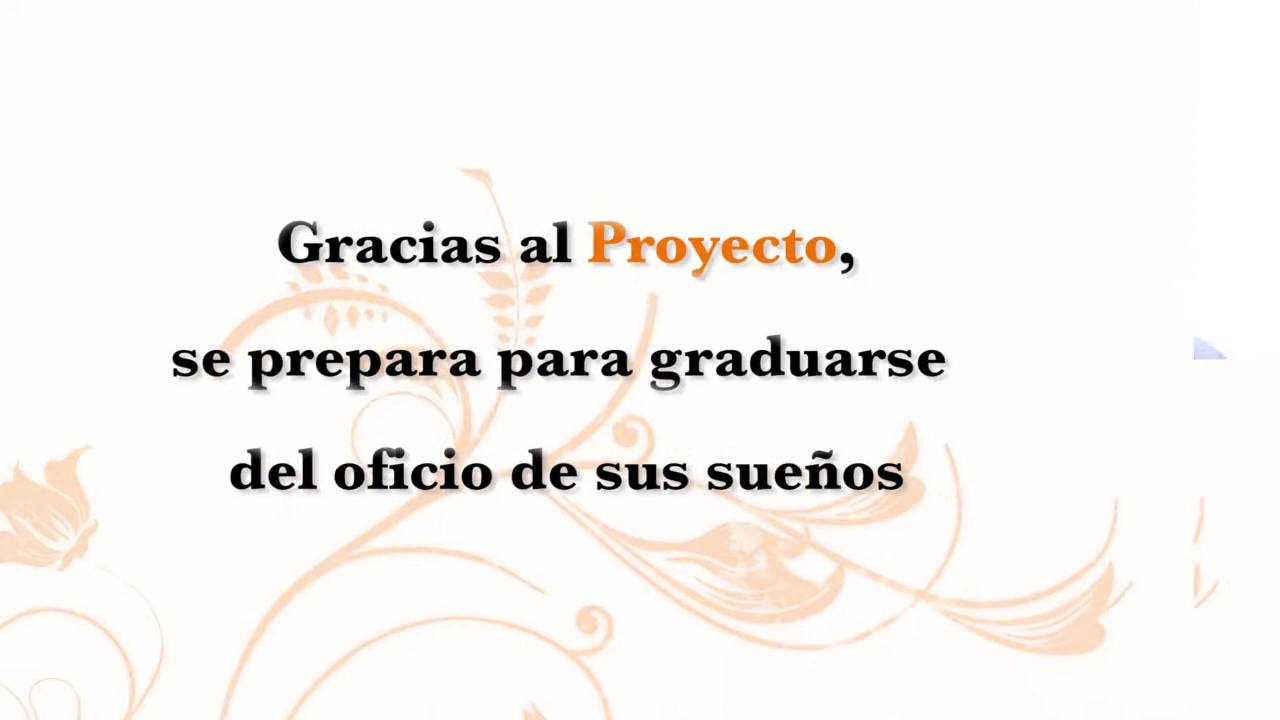 Gracias al Proyecto,
se prepara para graduarse
del oficio de sus sueños